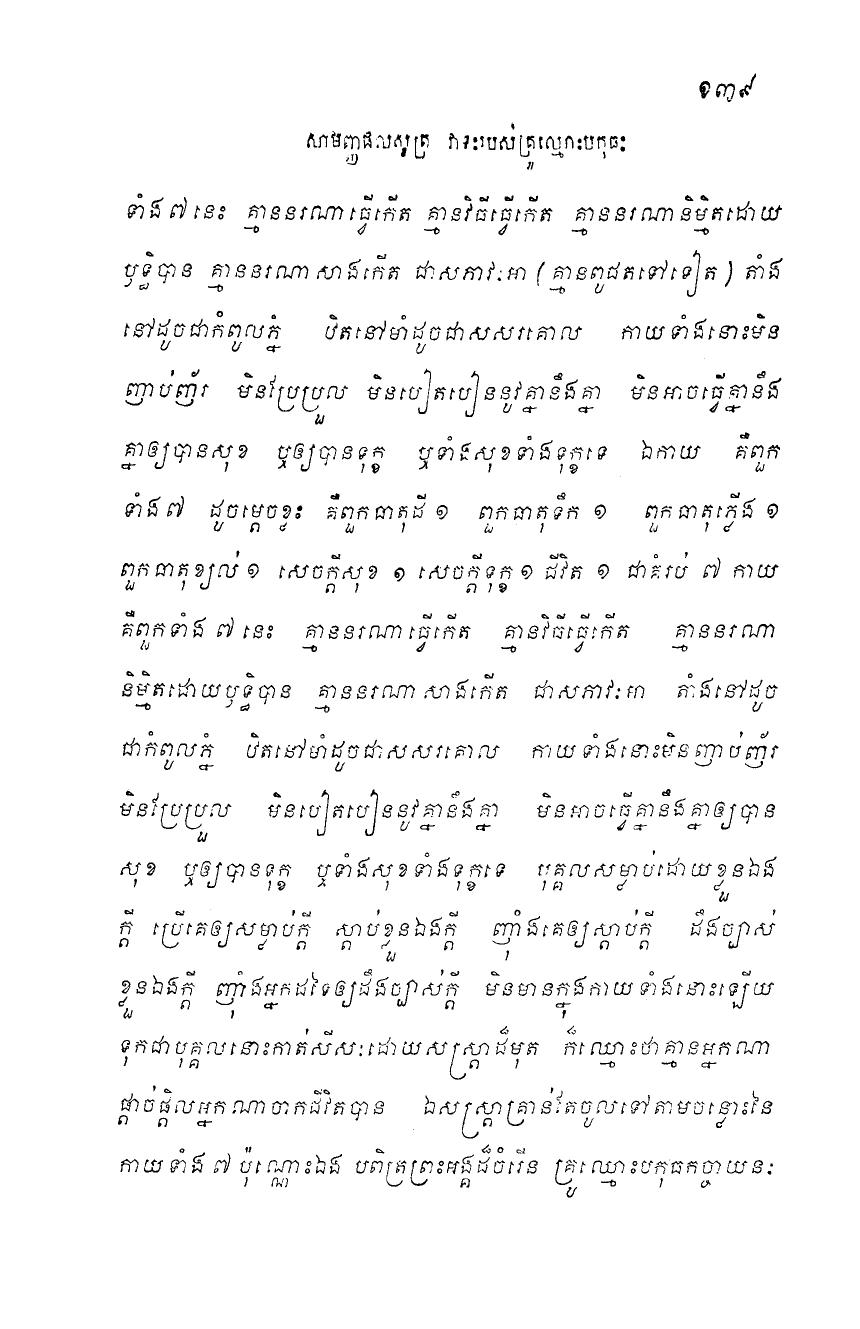 ១៣៩
សាមញ្ញផលសូត្រ វាទះរបស់គ្រូឈ្មោះបកុធះ
ទាំង៧នេះ គ្មាននរណាធ្វើកើត គ្មានវិធីធ្វើកើត គ្មាននរណានិម្មិតដោយ
ឫទ្ធិបាន គ្មាននរណាសាងកើត ជាសភាវៈអា (គ្មានពូជតទៅទៀត) តាំង
នៅដូចជាកំពូលភ្នំ ឋិតនៅមាំដូចជាសសរគោល កាយទាំងនោះមិន
ញាប់ញ័រ មិនប្រែប្រួល មិនបៀតបៀននូវគ្នានឹងគ្នា មិនអាចធ្វើគ្នានឹង
គ្នាឲ្យបានសុខ ឬឲ្យបានទុក្ខ ឬទាំងសុខទាំងទុក្ខទេ ឯកាយ គឺពួក
ទាំង៧ ដូចម្តេចខ្លះ គឺពួកធាតុដី ១ ពួកធាតុទឹក ១ ពួកធាតុភ្លើង ១
ពួកធាតុខ្យល់ ១ សេចក្តីសុខ ១ សេចក្តីទុក្ខ ១ ជីវិត ១ ជាគំរប់ ៧ កាយ
គឺពួកទាំង ៧ នេះ គ្មាននរណាធ្វើកើត គ្មានវិធីធ្វើកើត គ្មាននរណា
និម្មិតដោយឫទ្ធិបាន គ្មាននរណាសាងកើត ជាសភាវៈអា តាំងនៅដូច
ជាកំពូលភ្នំ ឋិតនៅមាំដូចជាសសរគោល កាយទាំងនោះមិនញាប់ញ័រ
មិនប្រែប្រួល មិនបៀតបៀននូវគ្នានឹងគ្នា មិនអាចធ្វើគ្នានឹងគ្នាឲ្យបាន
សុខ ឬឲ្យបានទុក្ខ ឬទាំងសុខទាំងទុក្ខទេ បុគ្គលសម្លាប់ដោយខ្លួនឯង
ក្តី ប្រើគេឲ្យសម្លាប់ក្តី ស្តាប់ខ្លួនឯងក្តី ញុំាងគេឲ្យស្តាប់ក្តី ដឹងច្បាស់
ខ្លួនឯងក្តី ញុំាងអ្នកដទៃឲ្យដឹងច្បាស់ក្តី មិនមានក្នុងកាយទាំងនោះឡើយ
ទុកជាបុគ្គលនោះកាត់សីសៈដោយសស្ត្រាដ៏មុត ក៏ឈ្មោះថាគ្មានអ្នកណា
ផ្តាច់ផ្តិលអ្នកណាចាកជីវិតបាន ឯសស្ត្រាគ្រាន់តែចូលទៅតាមចន្លោះនៃ
កាយទាំង ៧ ប៉ុណ្ណោះឯង បពិត្រព្រះអង្គដ៏ចំរើន គ្រូឈ្មោះបកុធកច្ចាយនៈ